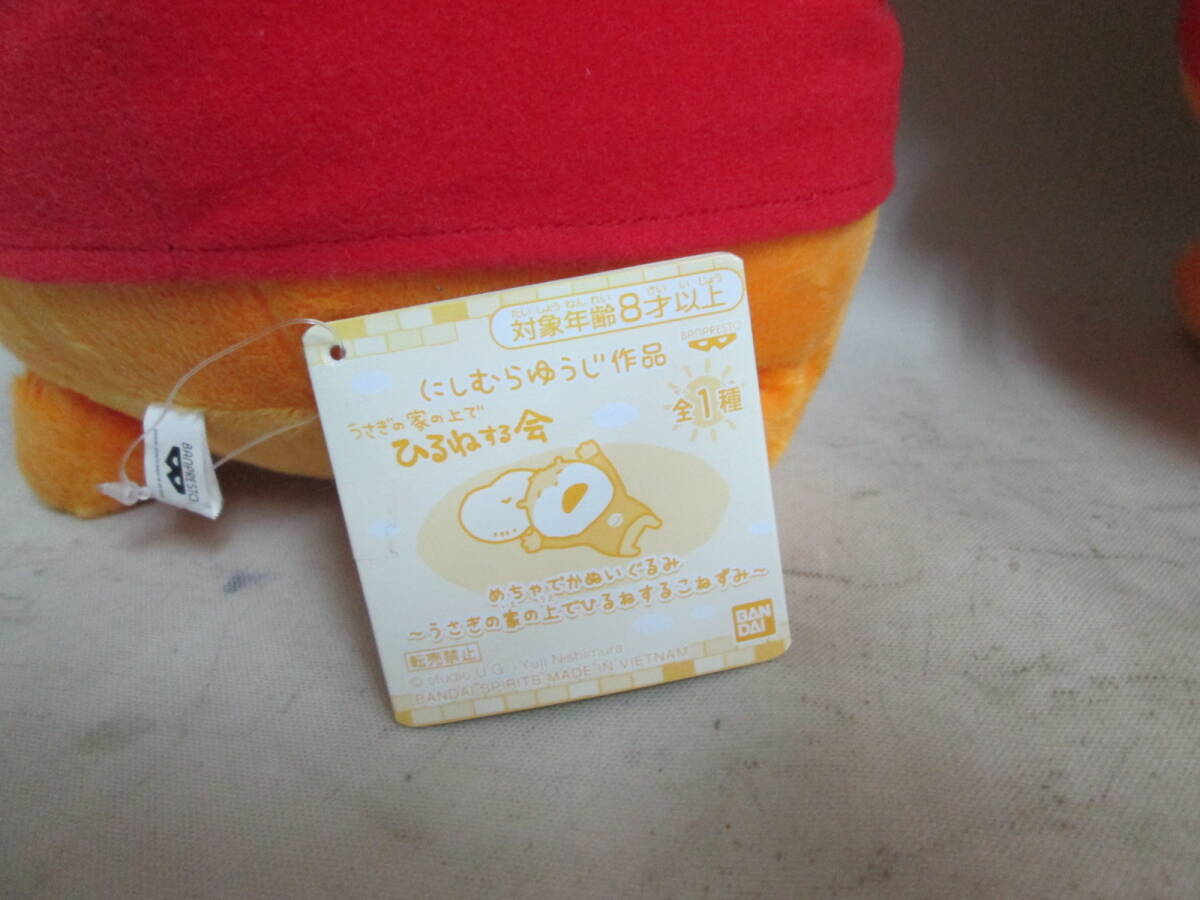 たいしょうねんれい さいいじょう
対象年齢8才以上
BANPRESTO
にしむらゆうじ作品
全1種
うさぎの家の上で
ひるねする会
めちゃでかぬいぐるみ
～うさぎの家の上でひるねするこねずみ～
BAN
DAI
転売禁止
© studio U.G. - Yuji Nishimura
BANDAI SPIRITS MADE IN VIETNAM
BANPRESTO